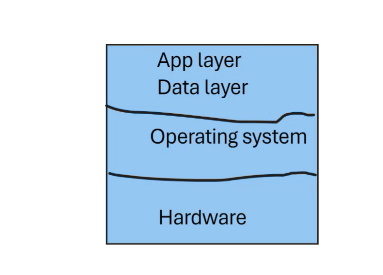 App layer
Data layer
Operating system
Hardware